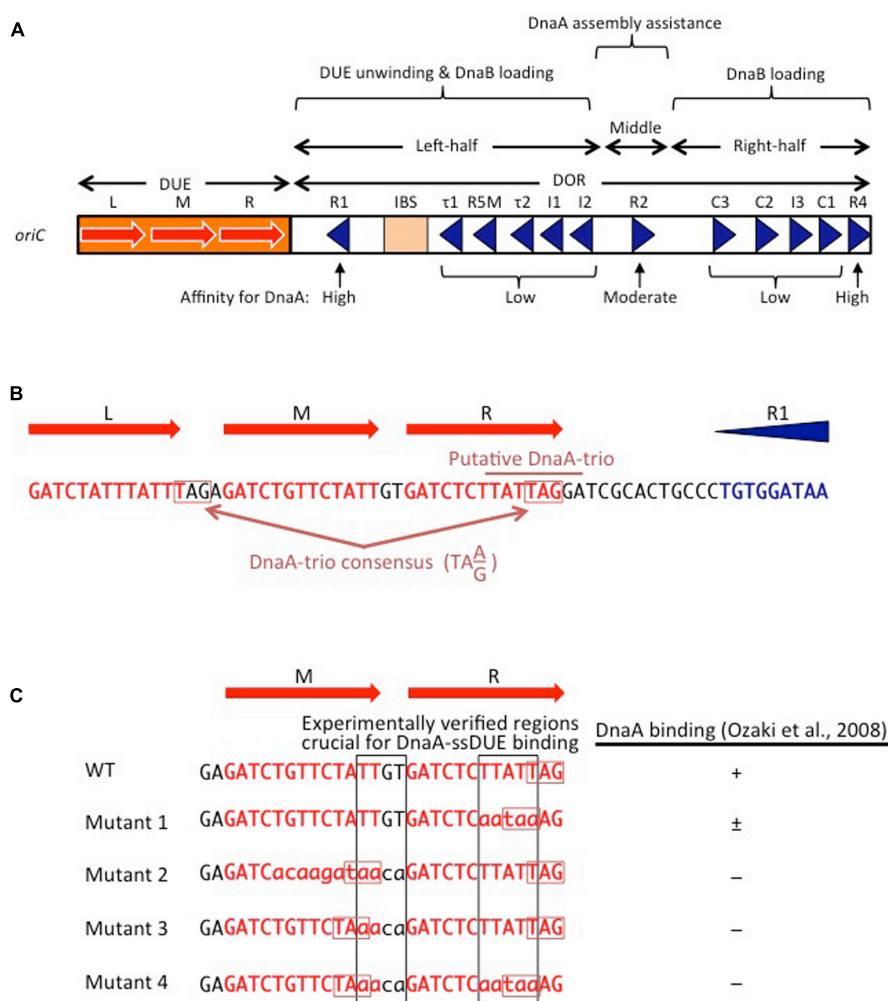 A
DnaA assembly assistance
DUE unwinding & DnaB loading
DnaB loading
Middle
Left-half
Right-half
DUE
DOR
L M R R1 IBS τ1 R5M τ2 I1 I2 R2 C3 C2 I3 C1 R4
oriC
Affinity for DnaA: High Low Moderate Low High
B
L M R R1
Putative DnaA-trio
GATCTATTTATTTAGAGATCTGTTCTATTGTGATCTCTTATTAGGATCGCACTGCCCTGTGGATAA
DnaA-trio consensus (TAA/G)
C
M R
Experimentally verified regions
crucial for DnaA-ssDUE binding
DnaA binding (Ozaki et al., 2008)
WT GAGATCTGTTCTATTGTGATCTCTTATTAG +
Mutant 1 GAGATCTGTTCTATTGTGATCTCaataaAG ±
Mutant 2 GAGATCacaagataacaGATCTCTTATTAG –
Mutant 3 GAGATCTGTTCTAaacaGATCTCTTATTAG –
Mutant 4 GAGATCTGTTCTAaacaGATCTCaataaAG –